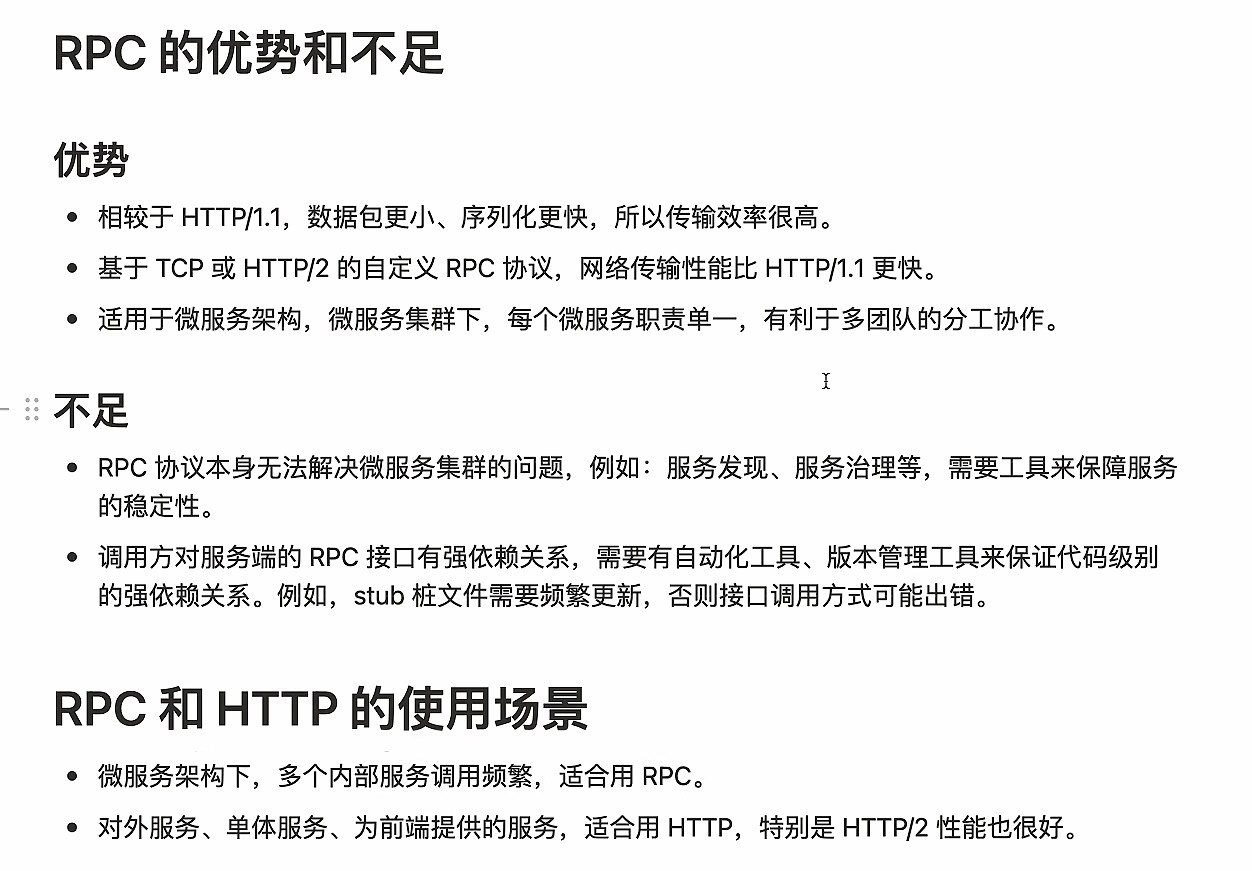 RPC 的优势和不足
优势
相较于 HTTP/1.1，数据包更小、序列化更快，所以传输效率很高。
基于 TCP 或 HTTP/2 的自定义 RPC 协议，网络传输性能比 HTTP/1.1 更快。
适用于微服务架构，微服务集群下，每个微服务职责单一，有利于多团队的分工协作。
不足
RPC 协议本身无法解决微服务集群的问题，例如：服务发现、服务治理等，需要工具来保障服务
的稳定性。
调用方对服务端的 RPC 接口有强依赖关系，需要有自动化工具、版本管理工具来保证代码级别
的强依赖关系。例如，stub 桩文件需要频繁更新，否则接口调用方式可能出错。
RPC 和 HTTP 的使用场景
微服务架构下，多个内部服务调用频繁，适合用 RPC。
对外服务、单体服务、为前端提供的服务，适合用 HTTP，特别是 HTTP/2 性能也很好。